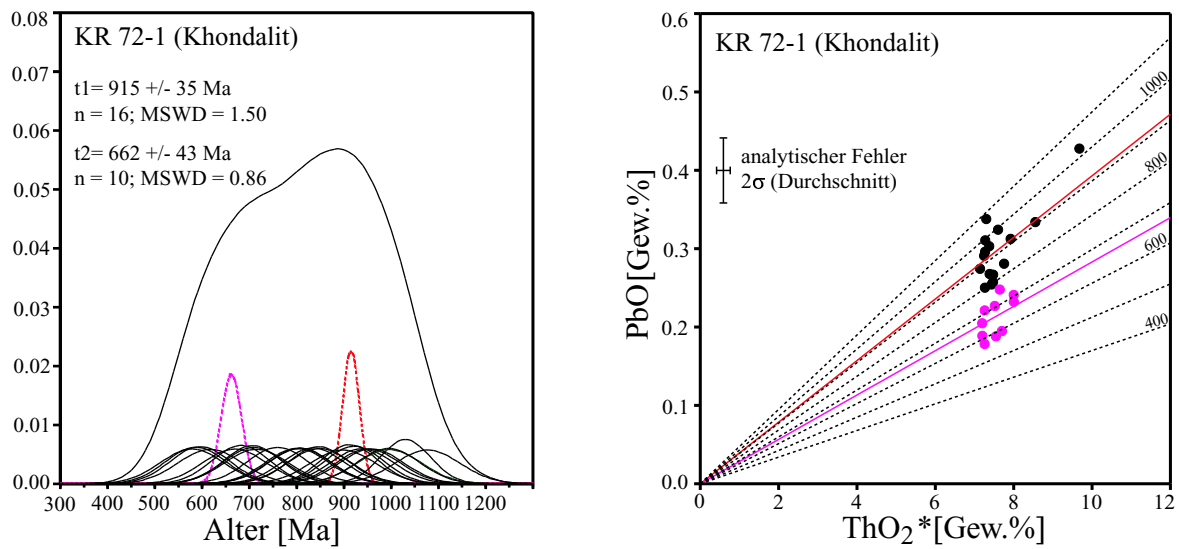 KR 72-1 (Khondalit)
t1= 915 +/- 35 Ma
n = 16; MSWD = 1.50
t2= 662 +/- 43 Ma
n = 10; MSWD = 0.86
0.08
0.07
0.06
0.05
0.04
0.03
0.02
0.01
0.00
300 400 500 600 700 800 900 1000 1100 1200
Alter [Ma]
KR 72-1 (Khondalit)
analytischer Fehler
2σ (Durchschnitt)
PbO[Gew.%]
0.6
0.5
0.4
0.3
0.2
0.1
0.0
1000
800
600
400
0 2 4 6 8 10 12
ThO₂*[Gew.%]